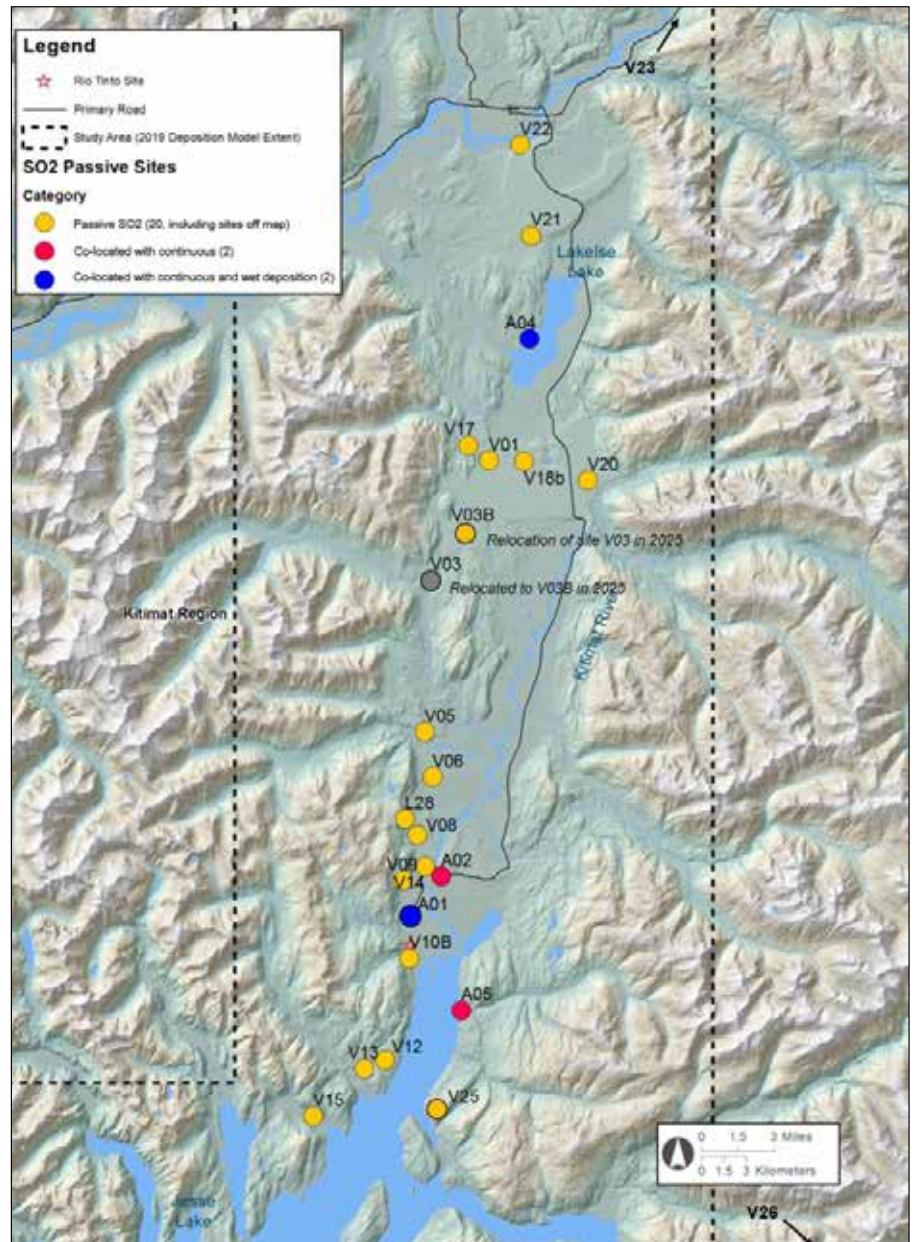 Legend
Rio Tinto Site
Primary Road
Study Area (2019 Deposition Model Extent)
SO2 Passive Sites
Category
Passive SO2 (20, including sites off map)
Co-located with continuous (2)
Co-located with continuous and wet deposition (2)
V23
V22
V21
Lakelse
Lake
A04
V17
V01
V18b
V20
V03B
Relocation of site V03 in 2025
V03
Relocated to V03B in 2025
Kitimat Region
Kitimat River
V05
V06
L28
V08
V09
A02
V14
A01
V10B
A05
V12
V13
V25
V15
0 1.5 3 Miles
0 1.5 3 Kilometers
Jesse
Lake
V26